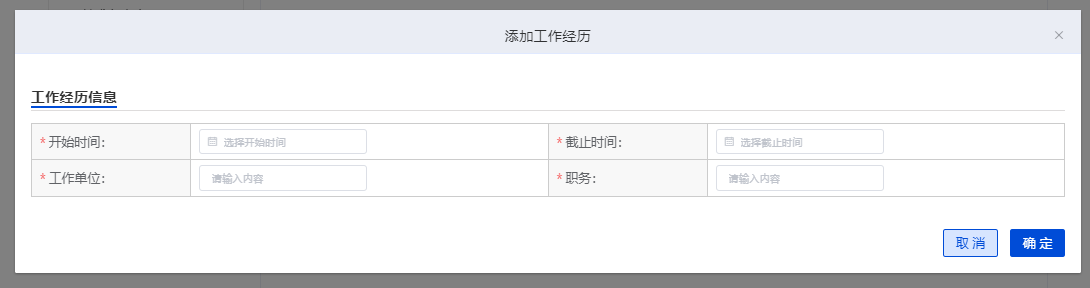 添加工作经历
工作经历信息
* 开始时间: 选择开始时间 * 截止时间: 选择截止时间
* 工作单位: 请输入内容 * 职务: 请输入内容
取消 确定